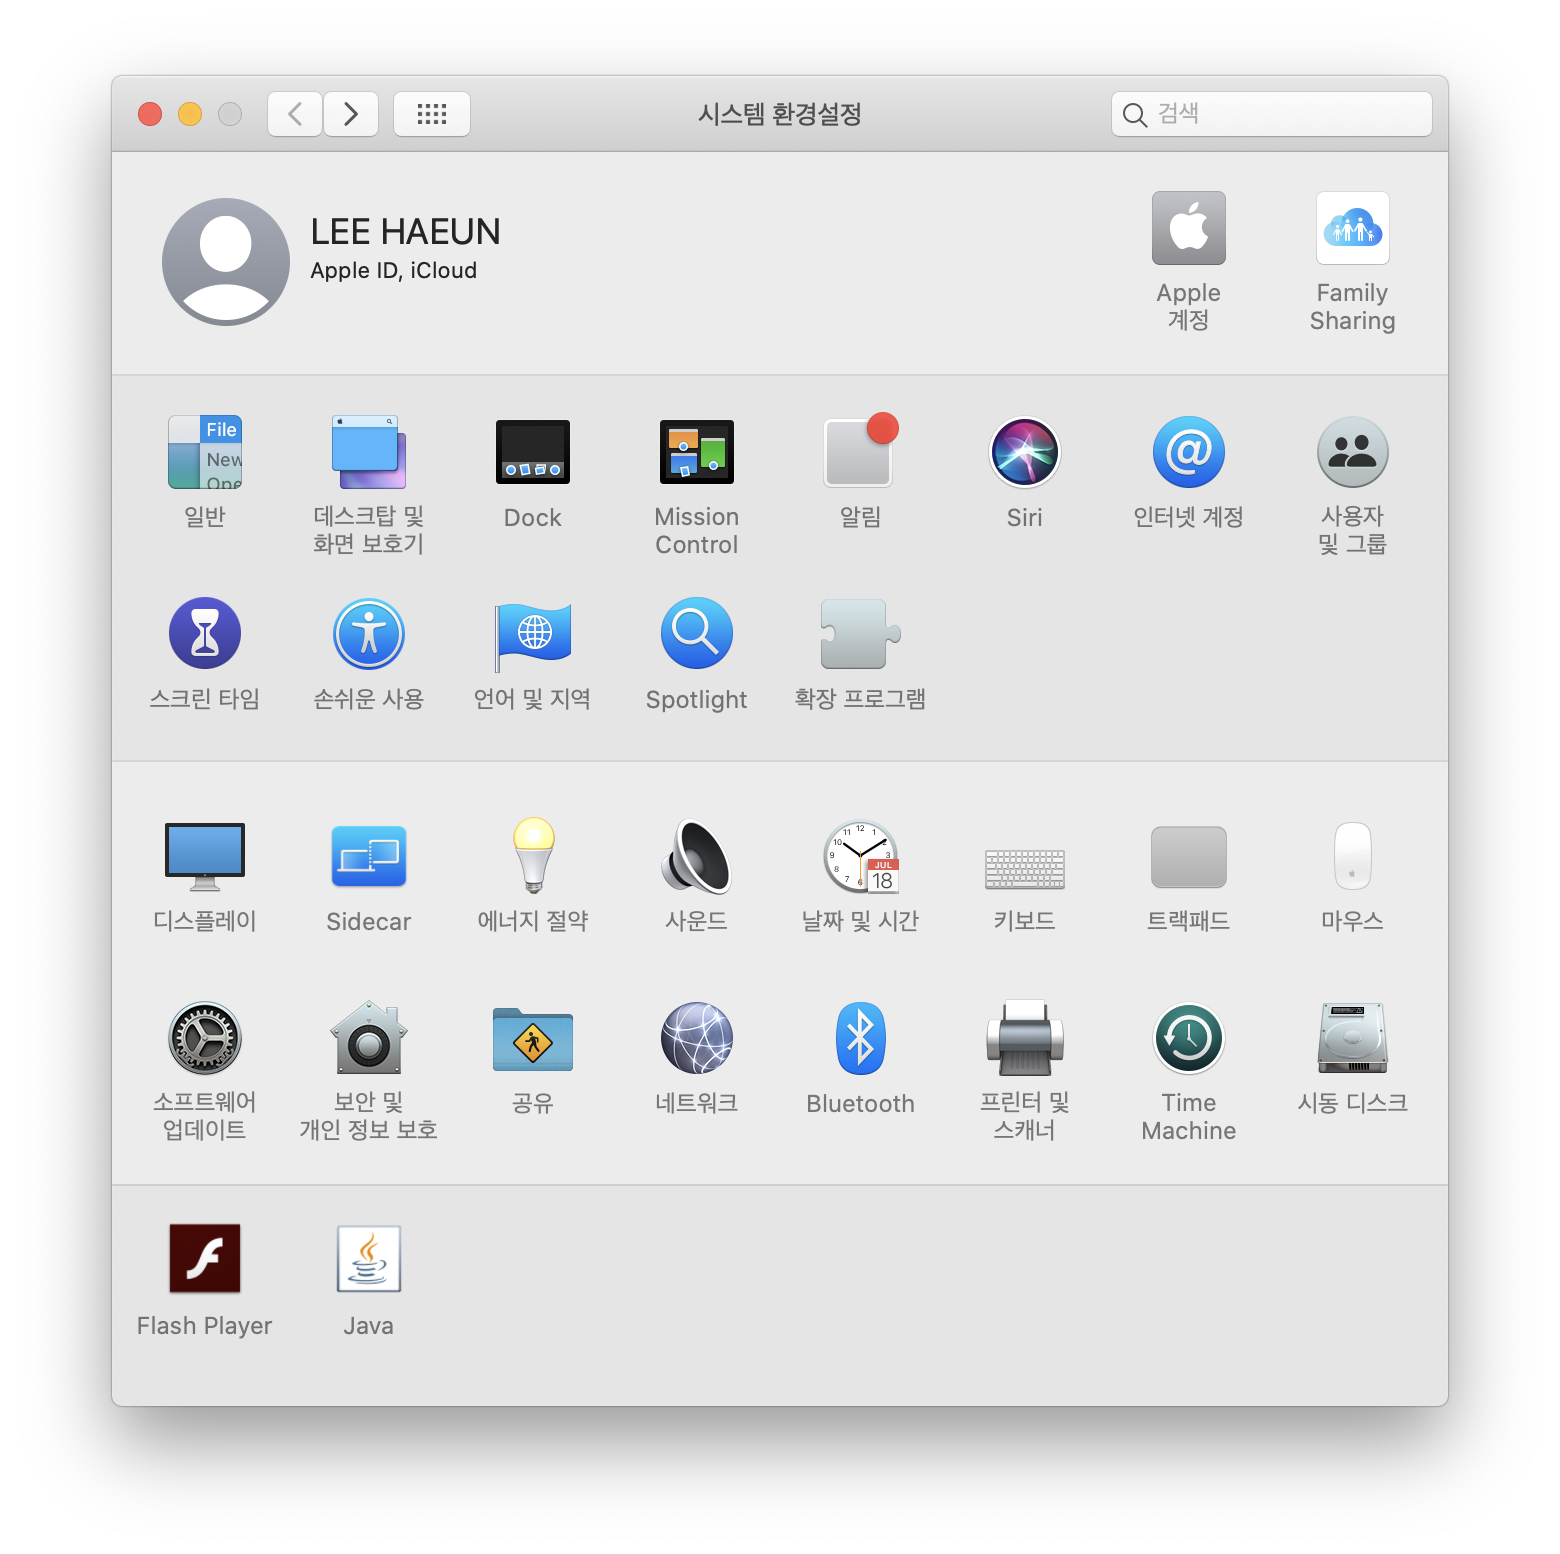 시스템 환경설정
검색
LEE HAEUN
Apple ID, iCloud
Apple
계정
Family
Sharing
File
New
Ope
일반
데스크탑 및
화면 보호기
Dock
Mission
Control
알림
Siri
인터넷 계정
사용자
및 그룹
스크린 타임
손쉬운 사용
언어 및 지역
Spotlight
확장 프로그램
디스플레이
Sidecar
에너지 절약
사운드
12
1
2
3
6
7
8
9
10
11
JUL
18
날짜 및 시간
키보드
트랙패드
마우스
소프트웨어
업데이트
보안 및
개인 정보 보호
공유
네트워크
Bluetooth
프린터 및
스캐너
Time
Machine
시동 디스크
Flash Player
Java